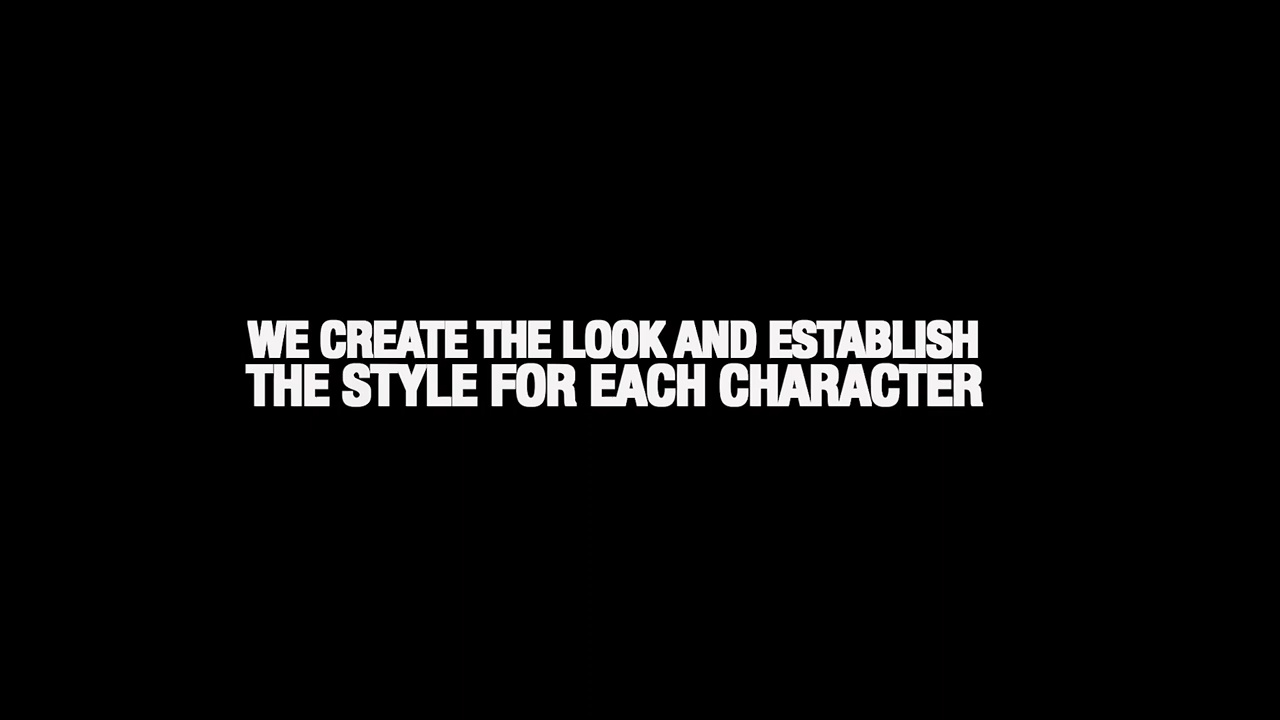 WE CREATE THE LOOK AND ESTABLISH
THE STYLE FOR EACH CHARACTER